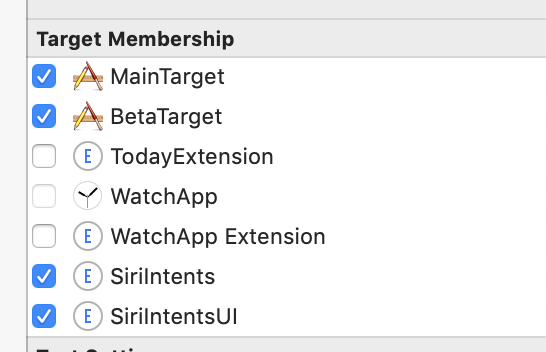 Target Membership
MainTarget
BetaTarget
E TodayExtension
WatchApp
E WatchApp Extension
E SiriIntents
E SiriIntentsUI